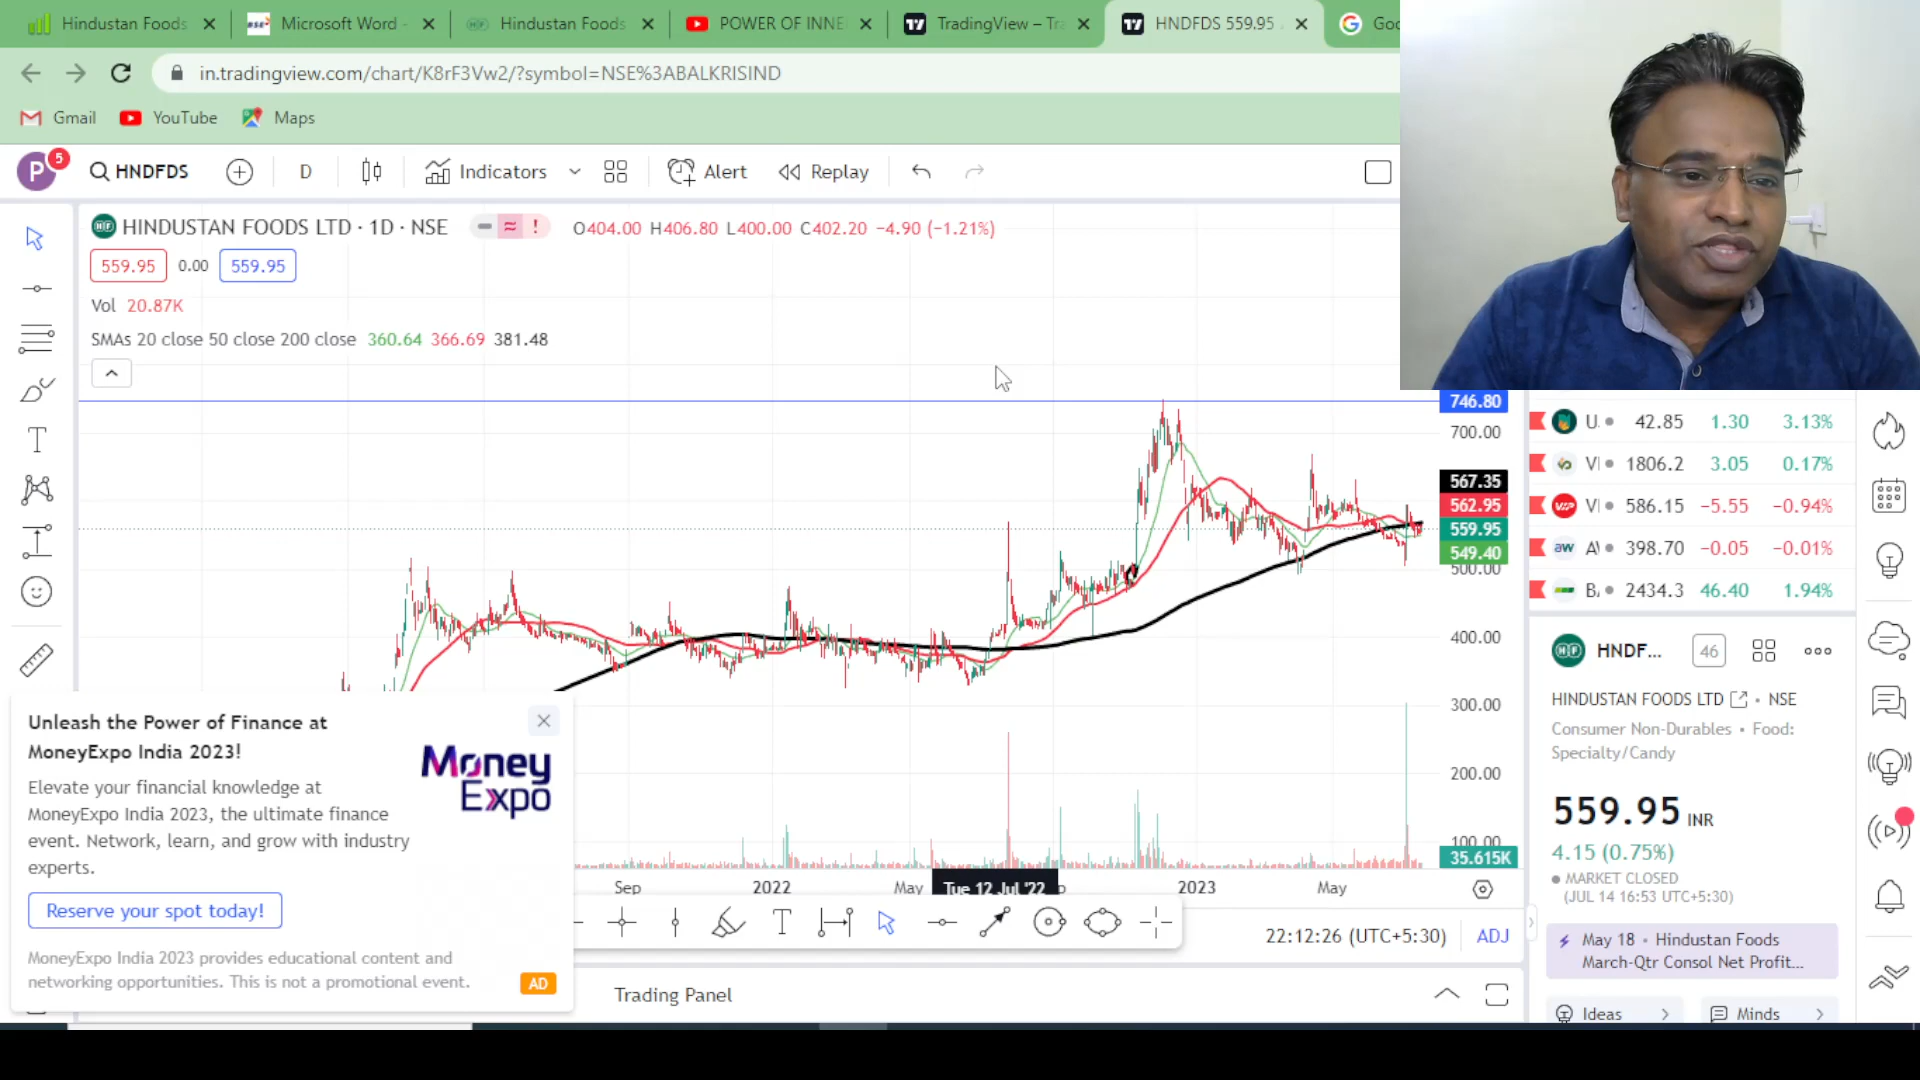 Hindustan Foods
Microsoft Word -
Hindustan Foods
POWER OF INNE
TradingView – Tra
HNDFDS 559.95
Goo
in.tradingview.com/chart/K8rF3Vw2/?symbol=NSE%3ABALKRISIND
Gmail YouTube Maps
P 5 HNDFDS D Indicators Alert Replay
HINDUSTAN FOODS LTD · 1D · NSE O404.00 H406.80 L400.00 C402.20 −4.90 (−1.21%)
559.95 0.00 559.95
Vol 20.87K
SMAs 20 close 50 close 200 close 360.64 366.69 381.48
746.80
700.00
567.35
562.95
559.95
549.40
500.00
400.00
300.00
200.00
100.00
35.615K
Sep 2022 May Tue 12 Jul '22 2023 May
22:12:26 (UTC+5:30) ADJ
Trading Panel
Unleash the Power of Finance at
MoneyExpo India 2023!
Money
Expo
Elevate your financial knowledge at
MoneyExpo India 2023, the ultimate finance
event. Network, learn, and grow with industry
experts.
Reserve your spot today!
MoneyExpo India 2023 provides educational content and
networking opportunities. This is not a promotional event.
AD
U. 42.85 1.30 3.13%
1806.2 3.05 0.17%
586.15 −5.55 −0.94%
aw 398.70 −0.05 −0.01%
B. 2434.3 46.40 1.94%
HF HNDF... 46
HINDUSTAN FOODS LTD • NSE
Consumer Non-Durables • Food:
Specialty/Candy
559.95 INR
4.15 (0.75%)
MARKET CLOSED
(JUL 14 16:53 UTC+5:30)
May 18 • Hindustan Foods
March-Qtr Consol Net Profit...
Ideas Minds